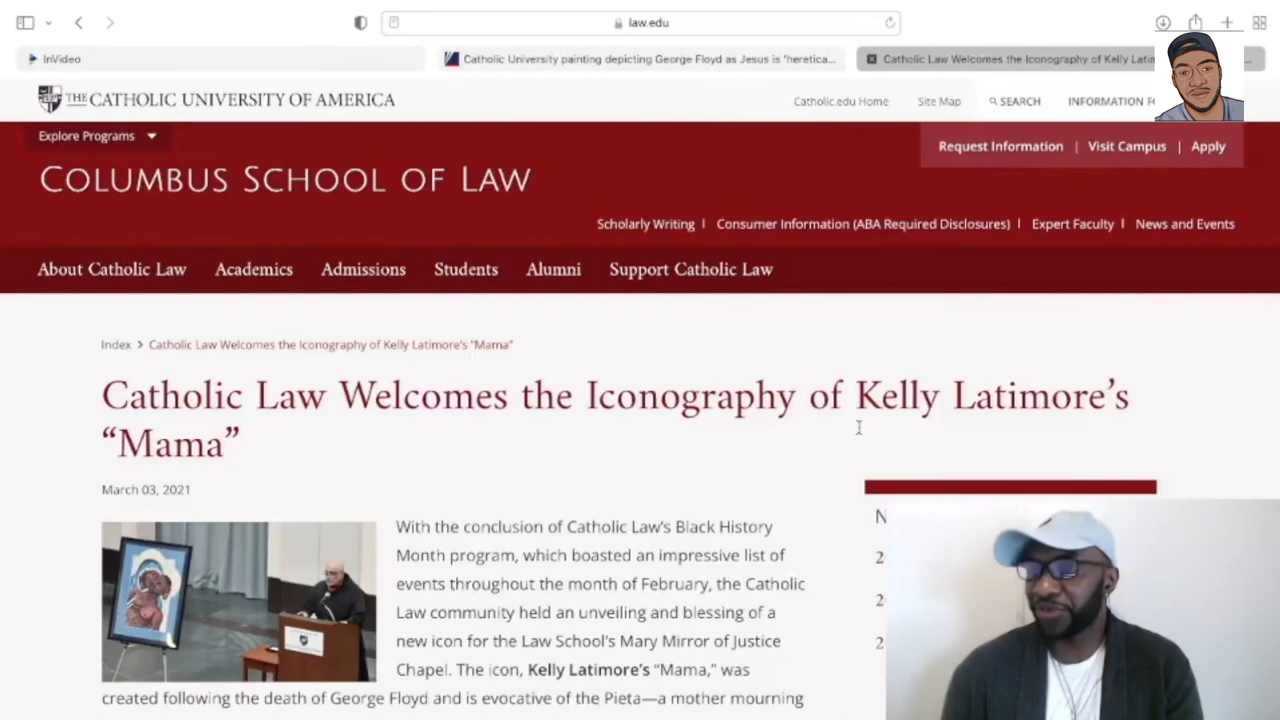 law.edu
InVideo
Catholic University painting depicting George Floyd as Jesus is "heretica...
Catholic Law Welcomes the Iconography of Kelly Latim
THE CATHOLIC UNIVERSITY OF AMERICA
Catholic.edu Home
Site Map
SEARCH
INFORMATION F
Explore Programs
Request Information | Visit Campus | Apply
COLUMBUS SCHOOL OF LAW
Scholarly Writing | Consumer Information (ABA Required Disclosures) | Expert Faculty | News and Events
About Catholic Law Academics Admissions Students Alumni Support Catholic Law
Index > Catholic Law Welcomes the Iconography of Kelly Latimore's "Mama"
Catholic Law Welcomes the Iconography of Kelly Latimore's
"Mama"
March 03, 2021
With the conclusion of Catholic Law's Black History
Month program, which boasted an impressive list of
events throughout the month of February, the Catholic
Law community held an unveiling and blessing of a
new icon for the Law School's Mary Mirror of Justice
Chapel. The icon, Kelly Latimore's "Mama," was
created following the death of George Floyd and is evocative of the Pieta—a mother mourning
N
2
2
2